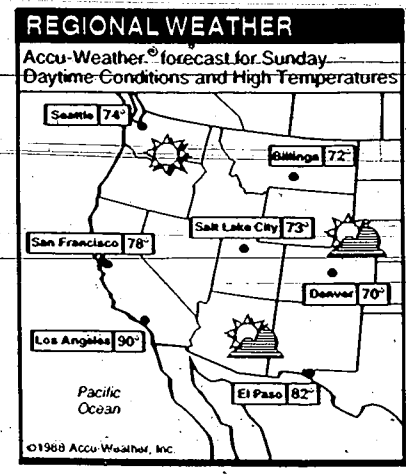 REGIONAL WEATHER
Accu-Weather® forecast for Sunday
Daytime Conditions and High Temperatures
Seattle 74°
Billings 72°
Salt Lake City 73°
San Francisco 78°
Denver 70°
Los Angeles 90°
El Paso 82°
Pacific
Ocean
©1988 Accu-Weather, Inc.